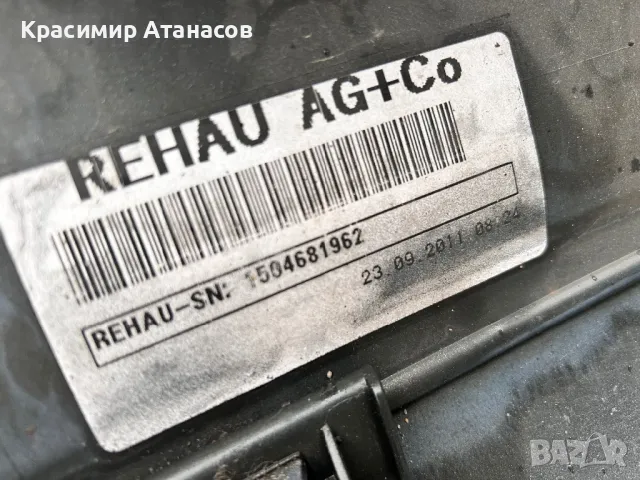 Красимир Атанасов
REHAU AG+Co
REHAU-SN: 1504681962
23 09.2011 08:24
BAZAR